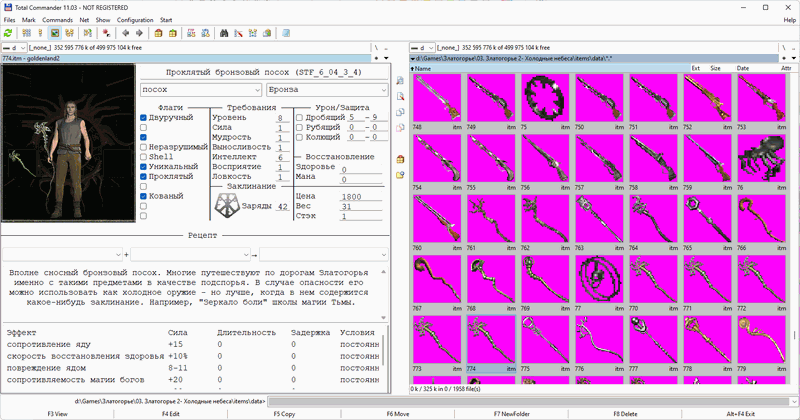 Total Commander 11.03 - NOT REGISTERED
Files Mark Commands Net Show Configuration Start Help
d [_none_] 352 595 776 k of 499 975 104 k free \ ..
d [_none_] 352 595 776 k of 499 975 104 k free \ ..
774.itm - goldenland2
d:\Games\Златогорье\03. Златогорье 2- Холодные небеса\items\data\*.*
Name Ext Size Date Attr
Проклятый бронзовый посох (STF_6_04_3_4)
посох Бронза
Флаги Требования Урон/Защита
Двуручный Уровень 8 Дробящий 5 - 9
Сила 1 Рубящий 0 - 0
Мудрость 1 Колющий 0 - 0
Неразрушимый Выносливость 1
Shell Интеллект 6 Восстановление
Уникальный Восприятие 1 Здоровье 0
Проклятый Ловкость 1 Мана 0
Заклинание
Кованый Заряды 42 Цена 1800
Вес 31
Стэк 1
Рецепт
+ →
Вполне сносный бронзовый посох. Многие путешествуют по дорогам Златогорья
именно с такими предметами в качестве подспорья. В случае опасности его
можно использовать как холодное оружие - но лучше, когда в нем содержится
какое-нибудь заклинание. Например, "Зеркало боли" школы магии Тьмы.
Эффект Сила Длительность Задержка Условия
сопротивление яду +15 0 0 постоянн
скорость восстановления здоровья +10% 0 0 постоянн
повреждение ядом 8-11 0 0 постоянн
сопротивляемость магии богов +20 0 0 постоянн
748 itm 749 itm 75 itm 750 itm 751 itm 752 itm 753 itm
754 itm 755 itm 756 itm 757 itm 758 itm 759 itm 76 itm
760 itm 761 itm 762 itm 763 itm 764 itm 765 itm 766 itm
767 itm 768 itm 769 itm 77 itm 770 itm 771 itm 772 itm
773 itm 774 itm 775 itm 776 itm 777 itm 778 itm 779 itm
0 k / 325 k in 0 / 1958 file(s)
d:\Games\Златогорье\03. Златогорье 2- Холодные небеса\items\data>
F3 View F4 Edit F5 Copy F6 Move F7 NewFolder F8 Delete Alt+F4 Exit